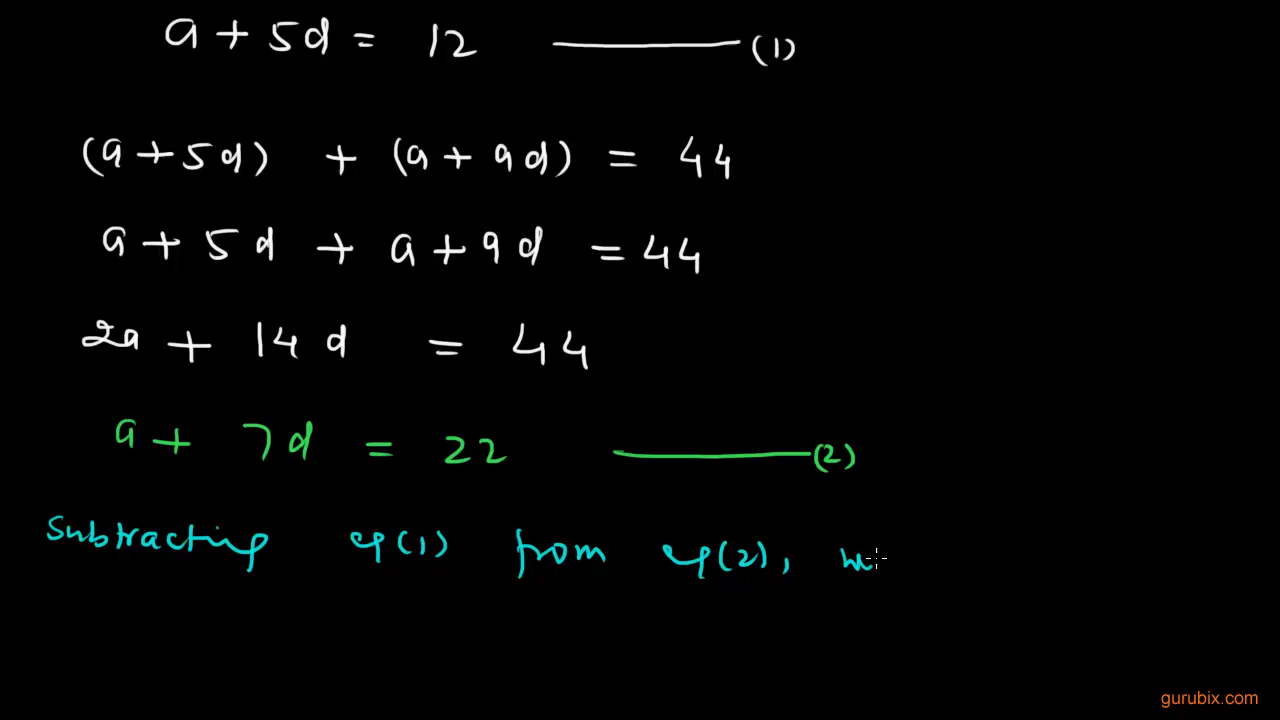 a + 5d = 12 ——— (1)
(a + 5d) + (a + 9d) = 44
a + 5d + a + 9d = 44
2a + 14d = 44
a + 7d = 22 ——— (2)
Subtracting eq(1) from eq(2),
gurubix.com